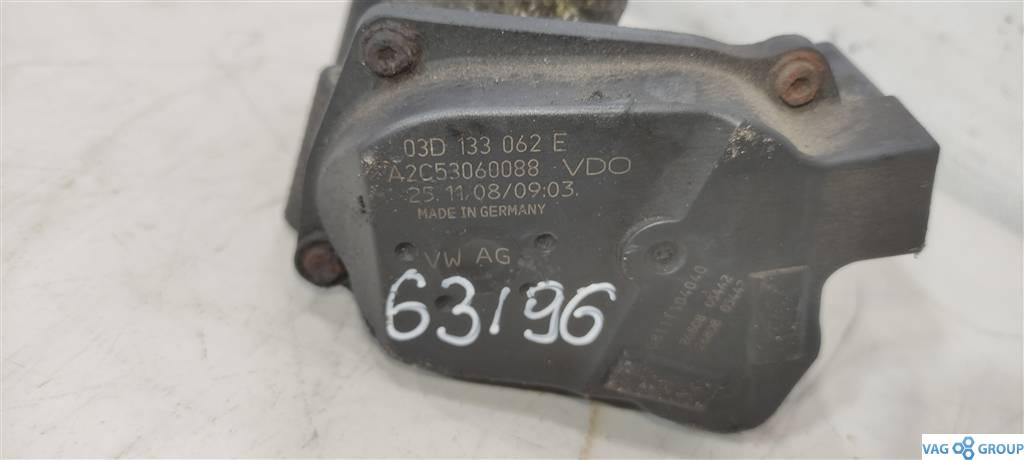 03D 133 062 E
A2C53060088 VDO
25.11.08/09:03.
MADE IN GERMANY
VW AG
63196
VAG GROUP